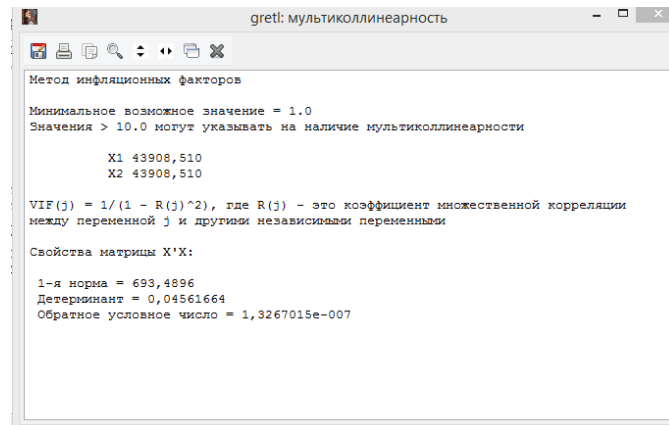 gretl: мультиколлинеарность
Метод инфляционных факторов
Минимальное возможное значение = 1.0
Значения > 10.0 могут указывать на наличие мультиколлинеарности
X1 43908,510
X2 43908,510
VIF(j) = 1/(1 - R(j)^2), где R(j) - это коэффициент множественной корреляции
между переменной j и другими независимыми переменными
Свойства матрицы X'X:
1-я норма = 693,4896
Детерминант = 0,04561664
Обратное условное число = 1,3267015e-007